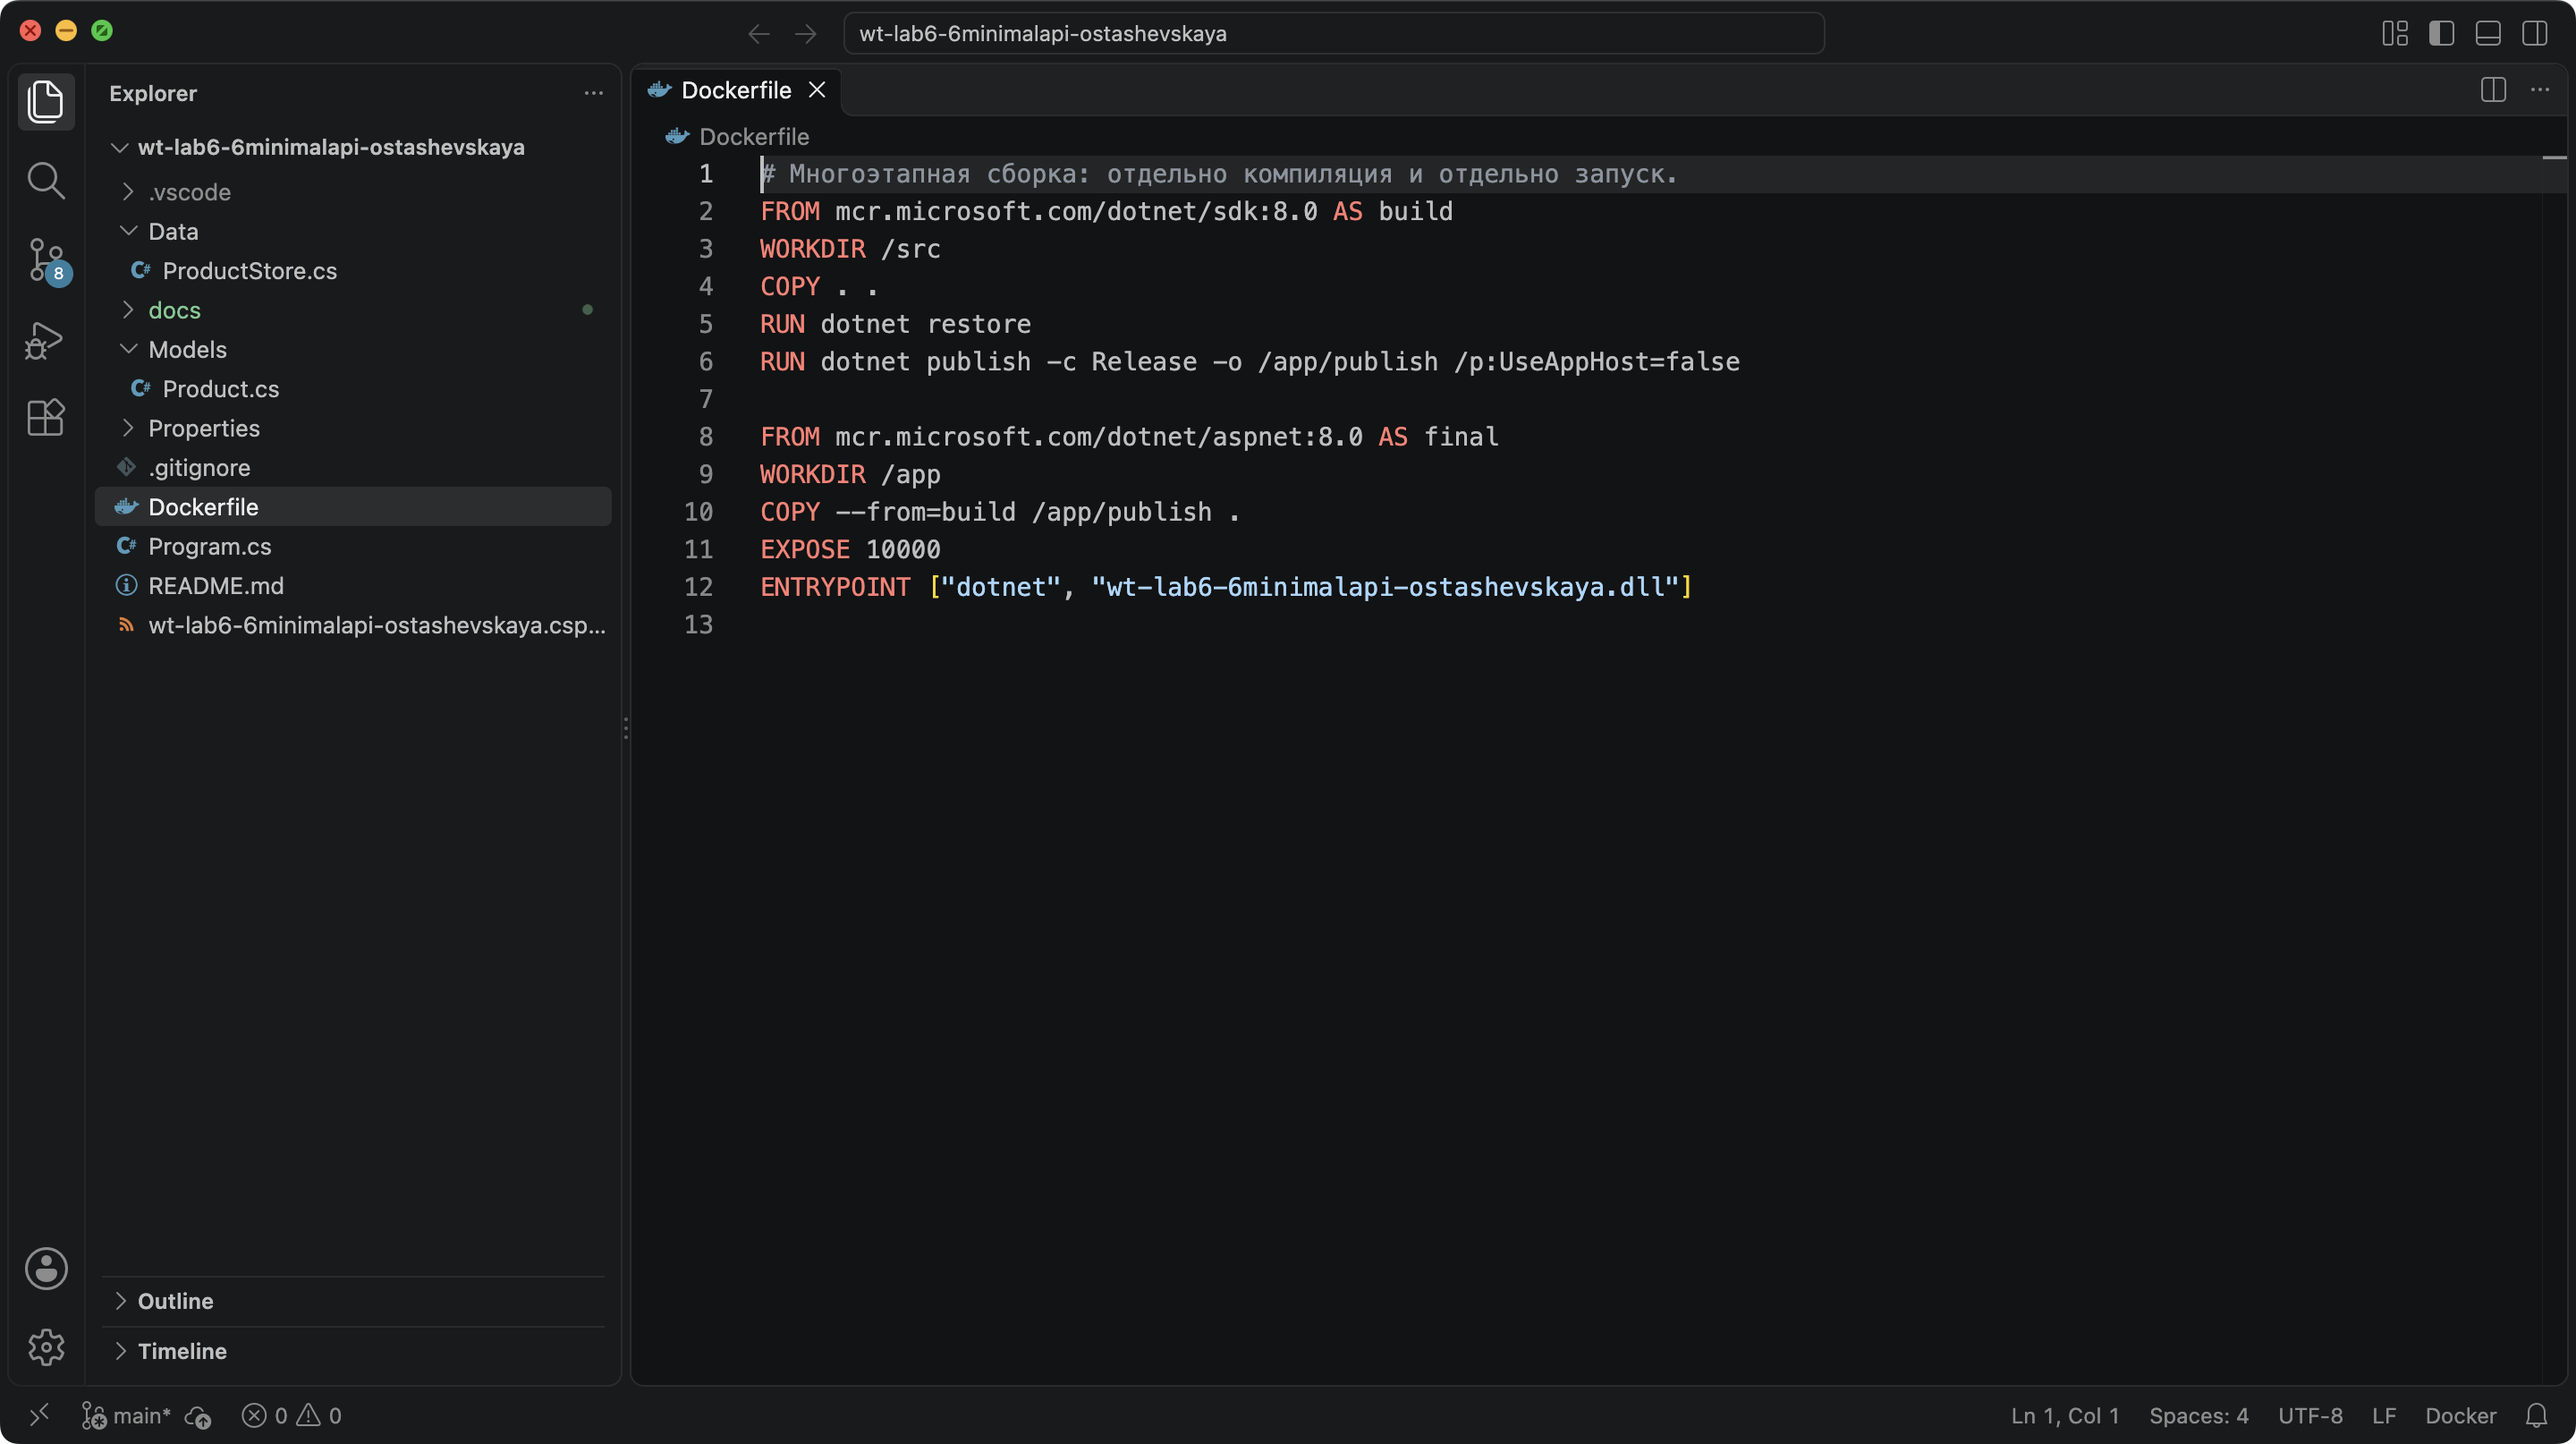 wt-lab6-6minimalapi-ostashevskaya
Explorer
wt-lab6-6minimalapi-ostashevskaya
.vscode
Data
C# ProductStore.cs
docs
Models
C# Product.cs
Properties
.gitignore
Dockerfile
C# Program.cs
README.md
wt-lab6-6minimalapi-ostashevskaya.csp...
Outline
Timeline
8
Dockerfile
Dockerfile
1 # Многоэтапная сборка: отдельно компиляция и отдельно запуск.
2 FROM mcr.microsoft.com/dotnet/sdk:8.0 AS build
3 WORKDIR /src
4 COPY . .
5 RUN dotnet restore
6 RUN dotnet publish -c Release -o /app/publish /p:UseAppHost=false
7
8 FROM mcr.microsoft.com/dotnet/aspnet:8.0 AS final
9 WORKDIR /app
10 COPY --from=build /app/publish .
11 EXPOSE 10000
12 ENTRYPOINT ["dotnet", "wt-lab6-6minimalapi-ostashevskaya.dll"]
13
main* 0 0 Ln 1, Col 1 Spaces: 4 UTF-8 LF Docker